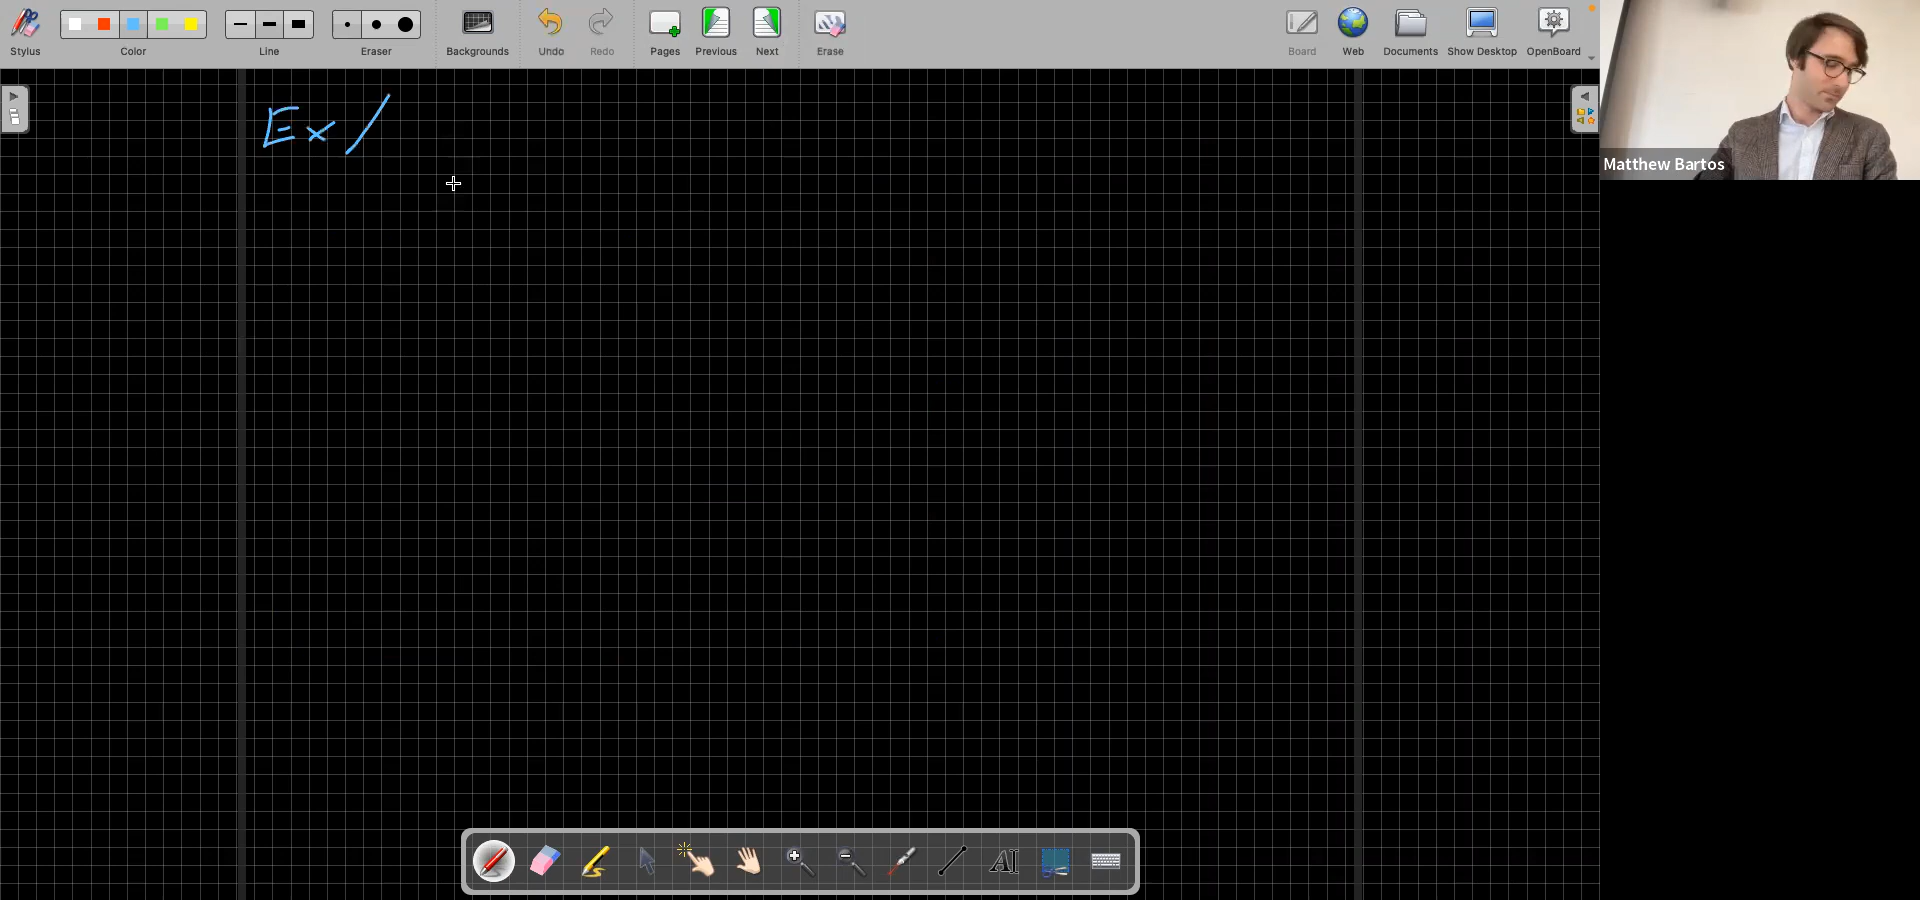 Stylus Color Line Eraser Backgrounds Undo Redo Pages Previous Next Erase Board Web Documents Show Desktop OpenBoard
Ex /
Matthew Bartos
AI